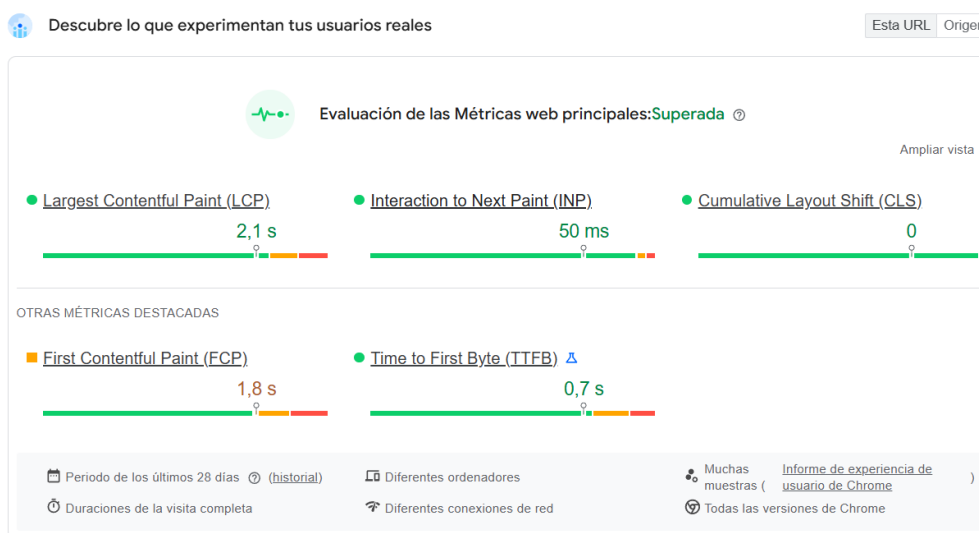 Descubre lo que experimentan tus usuarios reales
Esta URL
Origen
Evaluación de las Métricas web principales:Superada
Ampliar vista
Largest Contentful Paint (LCP)
2,1 s
Interaction to Next Paint (INP)
50 ms
Cumulative Layout Shift (CLS)
0
OTRAS MÉTRICAS DESTACADAS
First Contentful Paint (FCP)
1,8 s
Time to First Byte (TTFB)
0,7 s
Periodo de los últimos 28 días (historial)
Diferentes ordenadores
Muchas muestras (
Informe de experiencia de
usuario de Chrome
)
Duraciones de la visita completa
Diferentes conexiones de red
Todas las versiones de Chrome